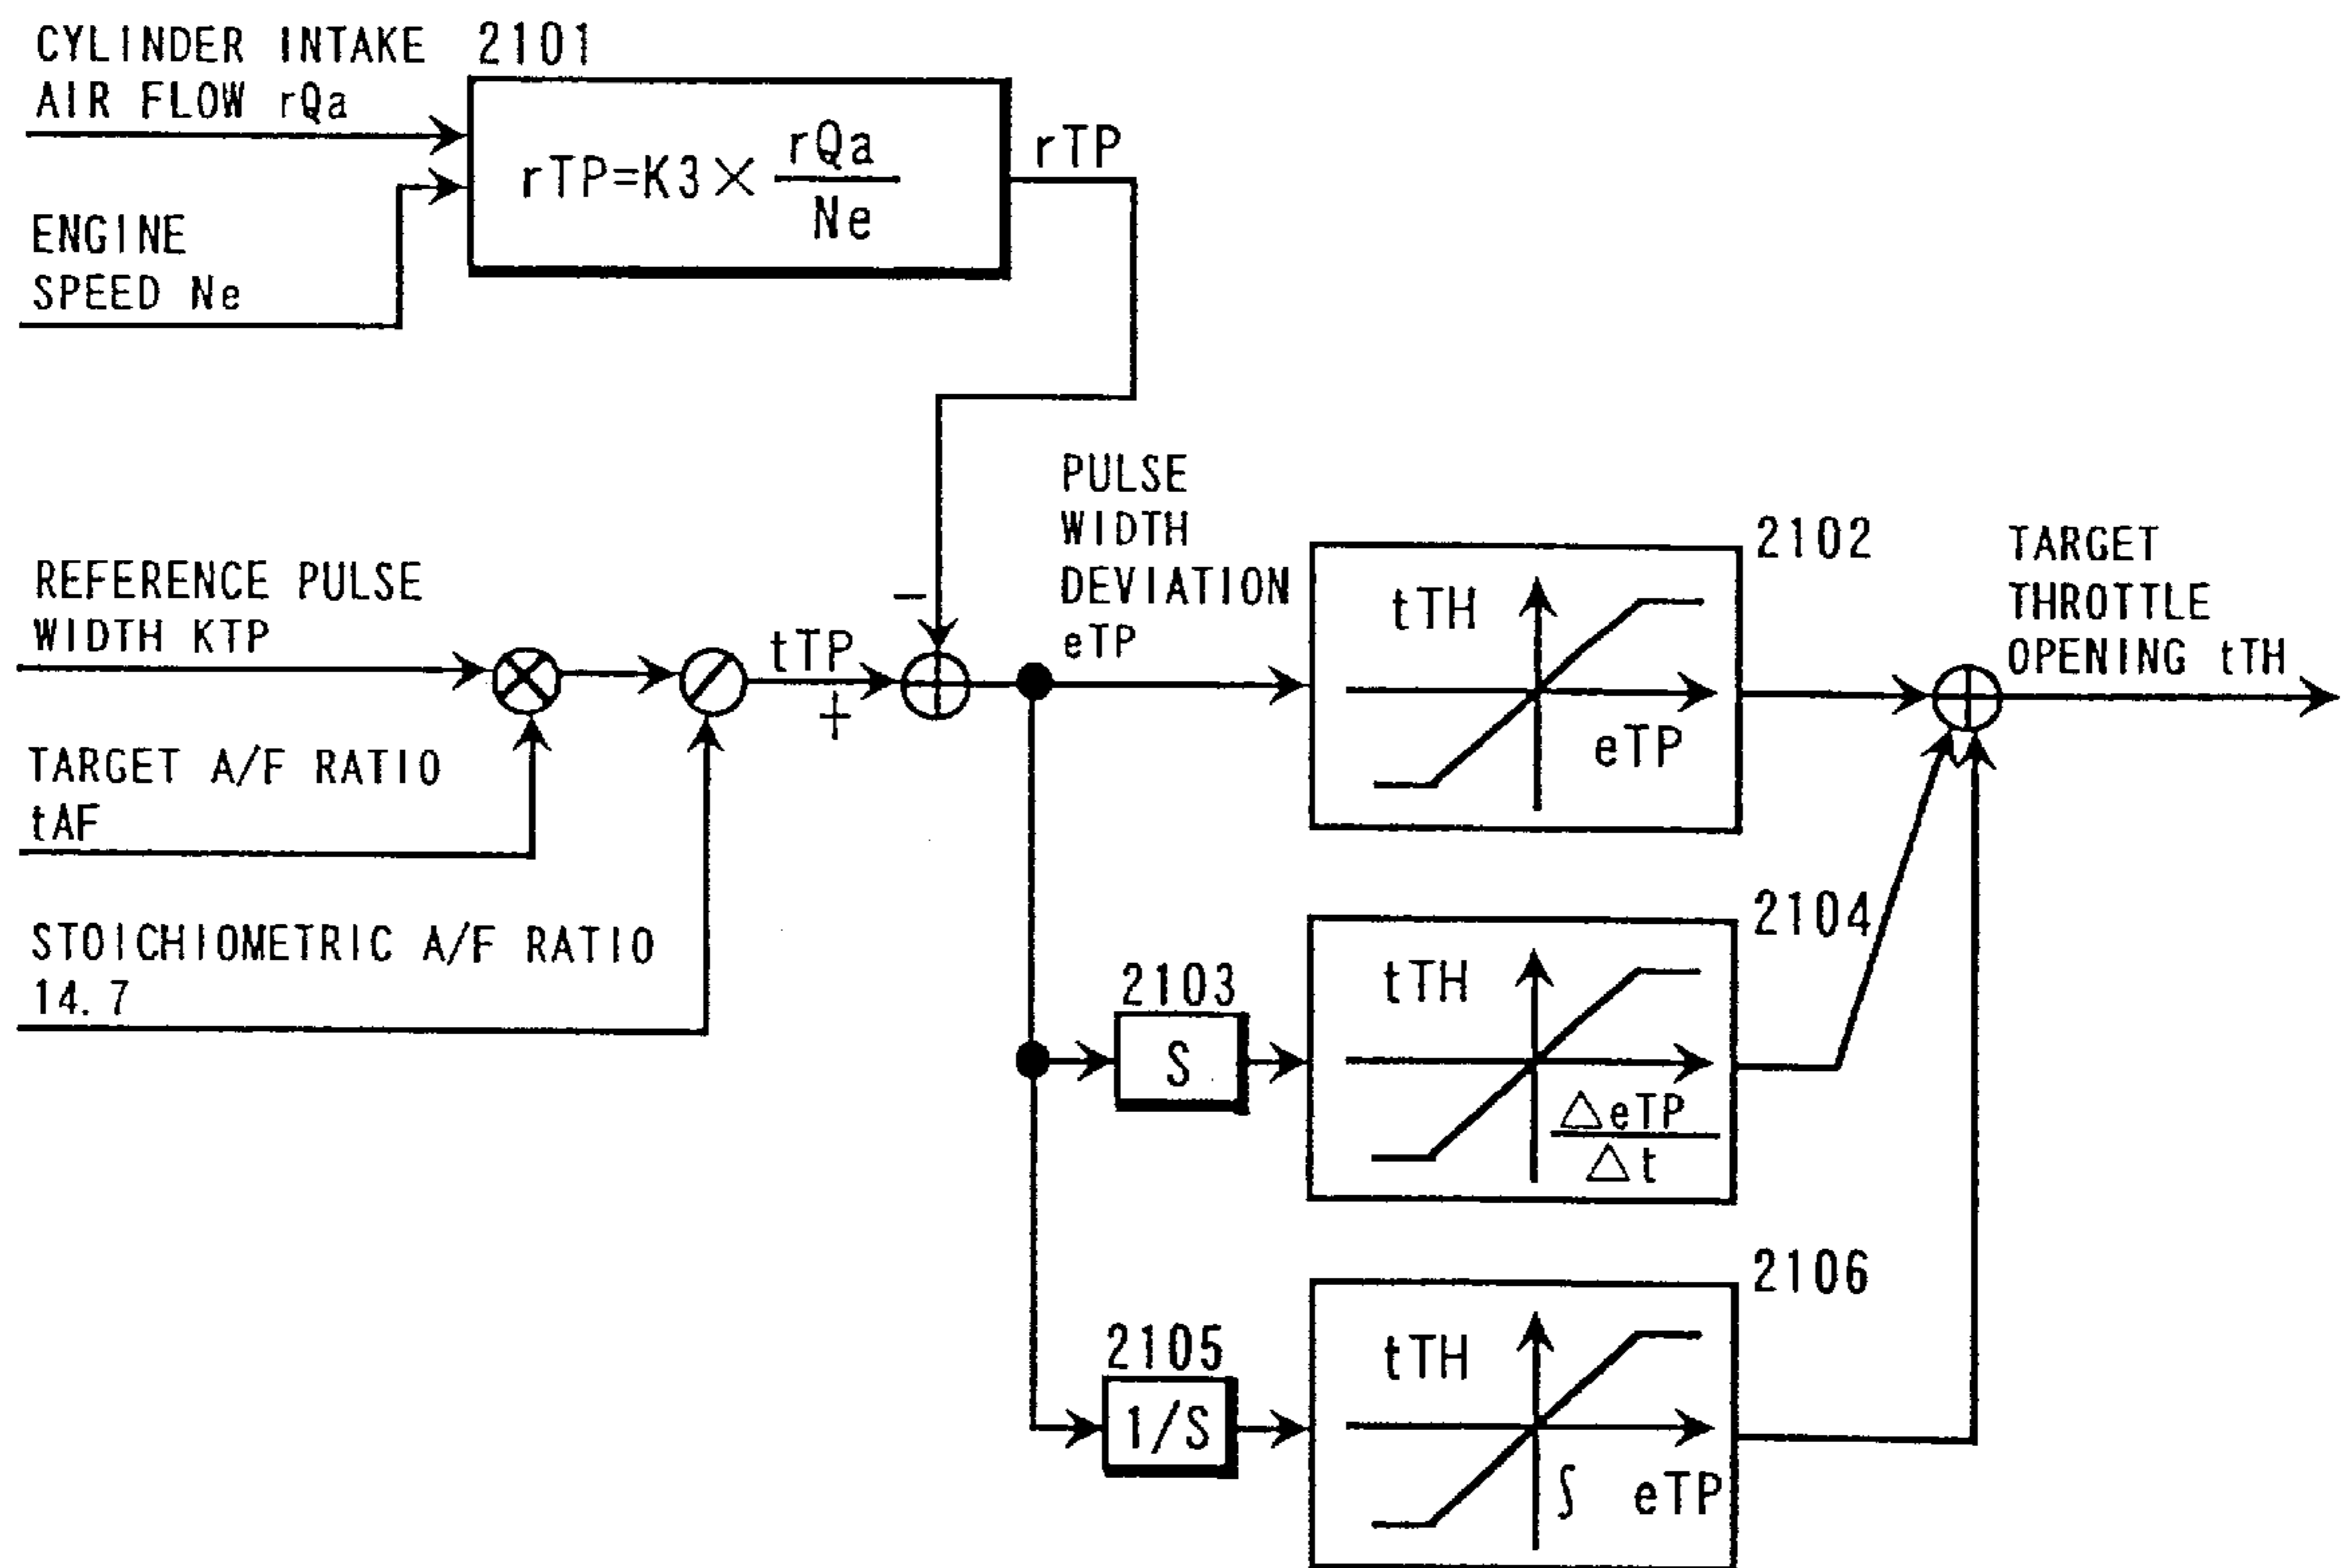 CYLINDER INTAKE
AIR FLOW rQa
2101
rTP=K3× rQa
Ne
rTP
ENGINE
SPEED Ne
PULSE
WIDTH
DEVIATION
eTP
REFERENCE PULSE
WIDTH KTP
tTP
−
+
2102
tTH
eTP
TARGET
THROTTLE
OPENING tTH
TARGET A/F RATIO
tAF
STOICHIOMETRIC A/F RATIO
14.7
2103
S
2104
tTH
△eTP
△t
2105
1/S
2106
tTH
∫ eTP